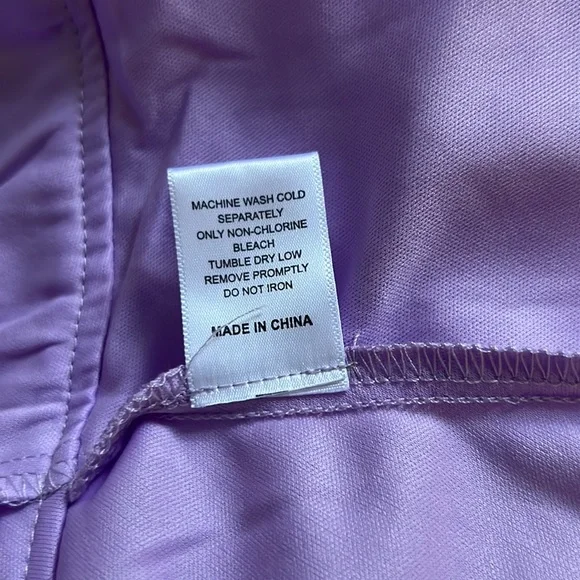 MACHINE WASH COLD
SEPARATELY
ONLY NON-CHLORINE
BLEACH
TUMBLE DRY LOW
REMOVE PROMPTLY
DO NOT IRON
MADE IN CHINA